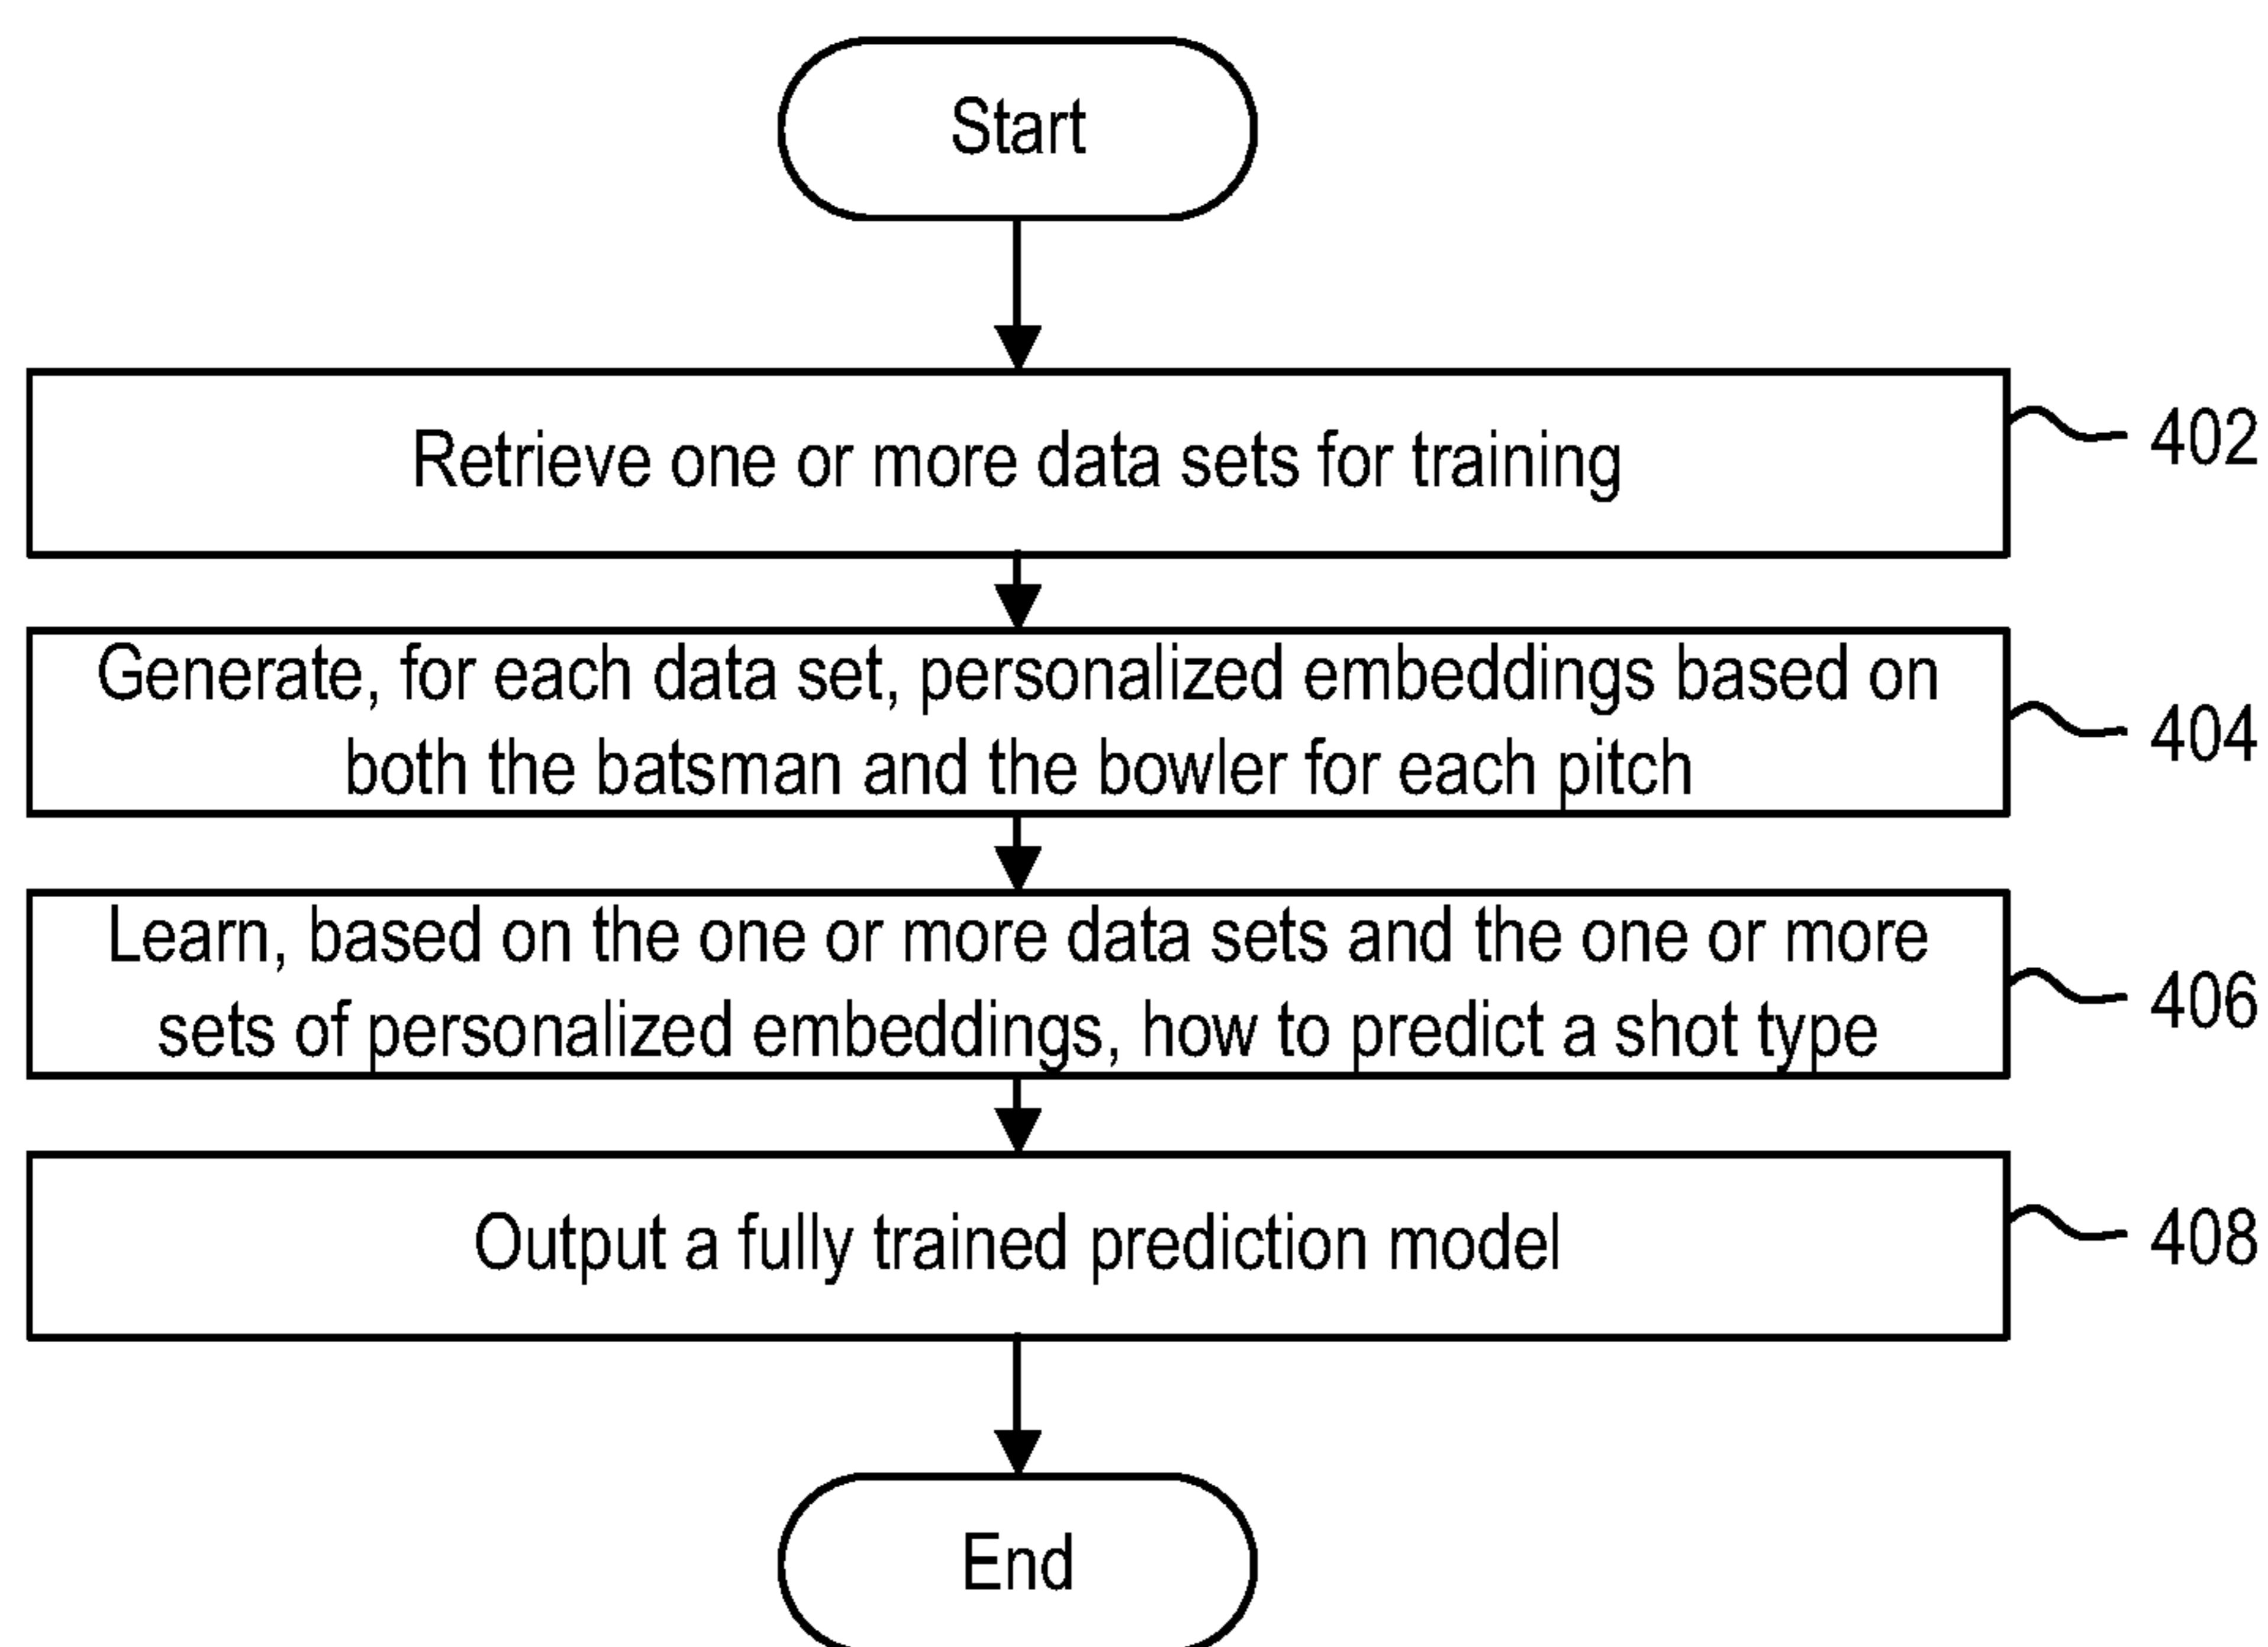 Start
Retrieve one or more data sets for training
402
Generate, for each data set, personalized embeddings based on
both the batsman and the bowler for each pitch
404
Learn, based on the one or more data sets and the one or more
sets of personalized embeddings, how to predict a shot type
406
Output a fully trained prediction model
408
End